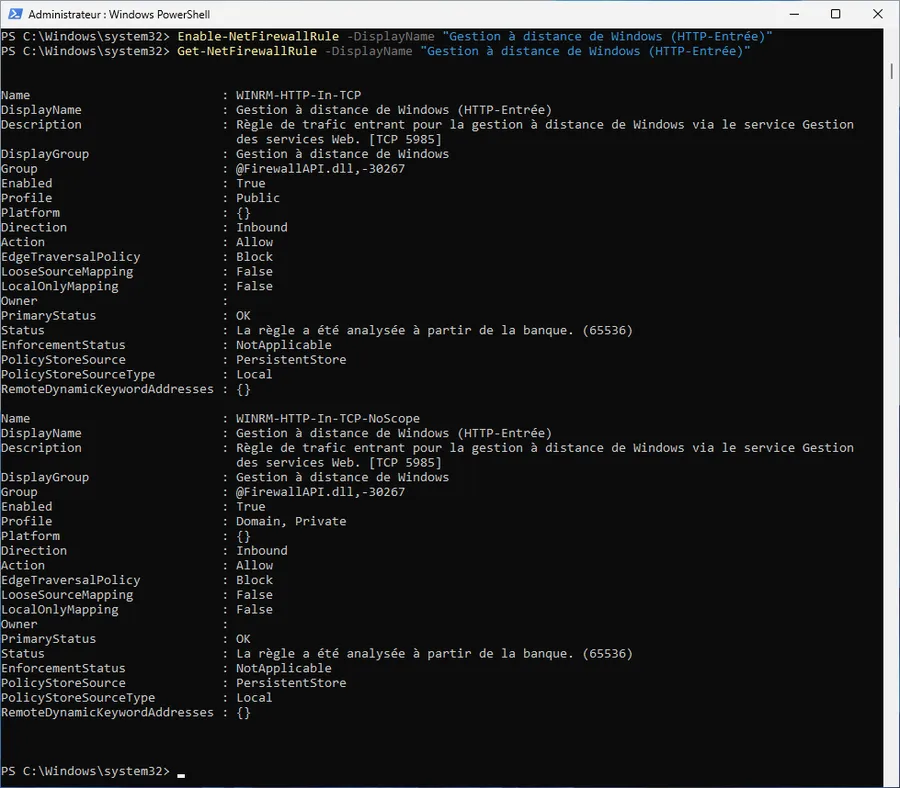 Administrateur : Windows PowerShell
PS C:\Windows\system32> Enable-NetFirewallRule -DisplayName "Gestion à distance de Windows (HTTP-Entrée)"
PS C:\Windows\system32> Get-NetFirewallRule -DisplayName "Gestion à distance de Windows (HTTP-Entrée)"
Name : WINRM-HTTP-In-TCP
DisplayName : Gestion à distance de Windows (HTTP-Entrée)
Description : Règle de trafic entrant pour la gestion à distance de Windows via le service Gestion
des services Web. [TCP 5985]
DisplayGroup : Gestion à distance de Windows
Group : @FirewallAPI.dll,-30267
Enabled : True
Profile : Public
Platform : {}
Direction : Inbound
Action : Allow
EdgeTraversalPolicy : Block
LooseSourceMapping : False
LocalOnlyMapping : False
Owner :
PrimaryStatus : OK
Status : La règle a été analysée à partir de la banque. (65536)
EnforcementStatus : NotApplicable
PolicyStoreSource : PersistentStore
PolicyStoreSourceType : Local
RemoteDynamicKeywordAddresses : {}
Name : WINRM-HTTP-In-TCP-NoScope
DisplayName : Gestion à distance de Windows (HTTP-Entrée)
Description : Règle de trafic entrant pour la gestion à distance de Windows via le service Gestion
des services Web. [TCP 5985]
DisplayGroup : Gestion à distance de Windows
Group : @FirewallAPI.dll,-30267
Enabled : True
Profile : Domain, Private
Platform : {}
Direction : Inbound
Action : Allow
EdgeTraversalPolicy : Block
LooseSourceMapping : False
LocalOnlyMapping : False
Owner :
PrimaryStatus : OK
Status : La règle a été analysée à partir de la banque. (65536)
EnforcementStatus : NotApplicable
PolicyStoreSource : PersistentStore
PolicyStoreSourceType : Local
RemoteDynamicKeywordAddresses : {}
PS C:\Windows\system32>